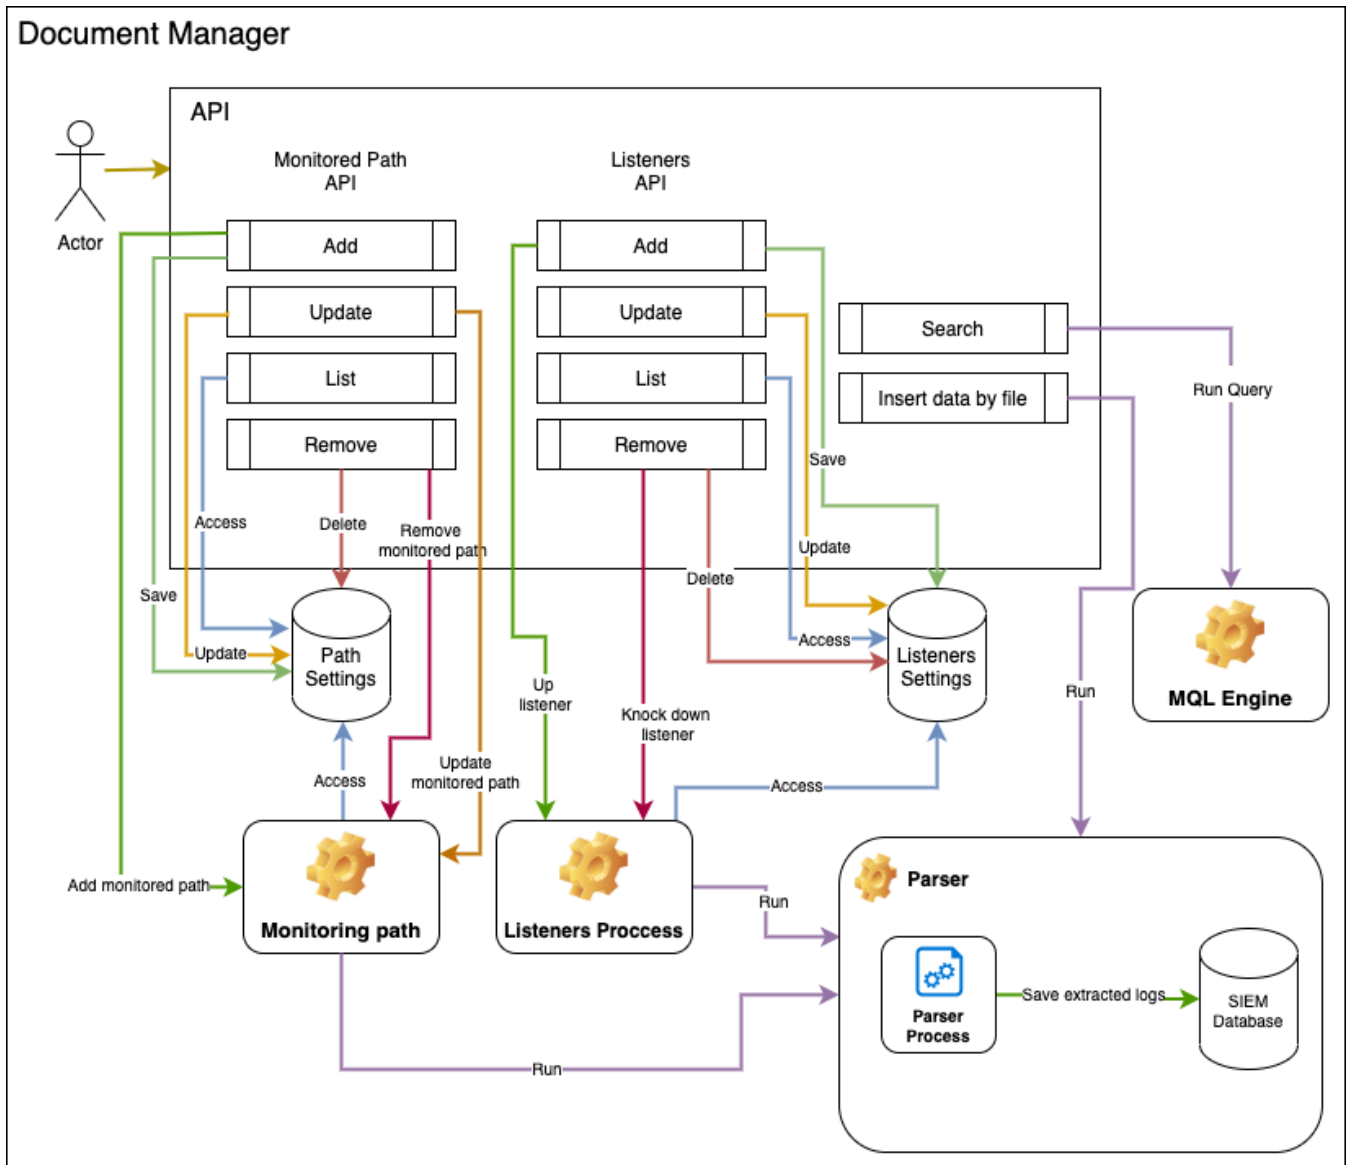 Document Manager
API
Actor
Monitored Path
API
Listeners
API
Add
Add
Update
Update
Search
List
List
Insert data by file
Run Query
Remove
Remove
Save
Access
Delete
Remove
monitored path
Update
Delete
Save
Access
Update
Path
Settings
Listeners
Settings
Up
listener
Run
MQL Engine
Knock down
listener
Access
Update
monitored path
Access
Add monitored path
Monitoring path
Listeners Proccess
Run
Parser
Parser
Process
Save extracted logs
SIEM
Database
Run